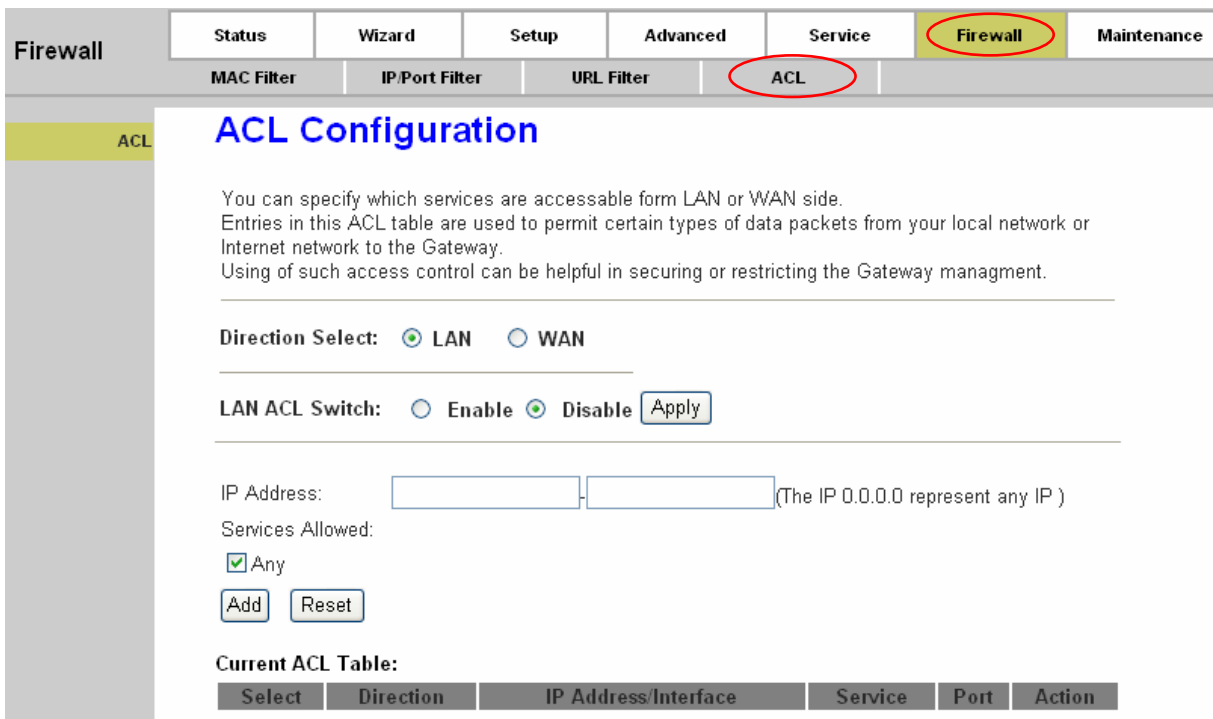 Firewall
Status Wizard Setup Advanced Service Firewall Maintenance
MAC Filter IP/Port Filter URL Filter ACL
ACL
ACL Configuration
You can specify which services are accessable form LAN or WAN side.
Entries in this ACL table are used to permit certain types of data packets from your local network or
Internet network to the Gateway.
Using of such access control can be helpful in securing or restricting the Gateway managment.
Direction Select: LAN WAN
LAN ACL Switch: Enable Disable Apply
IP Address: - (The IP 0.0.0.0 represent any IP )
Services Allowed:
Any
Add Reset
Current ACL Table:
Select Direction IP Address/Interface Service Port Action